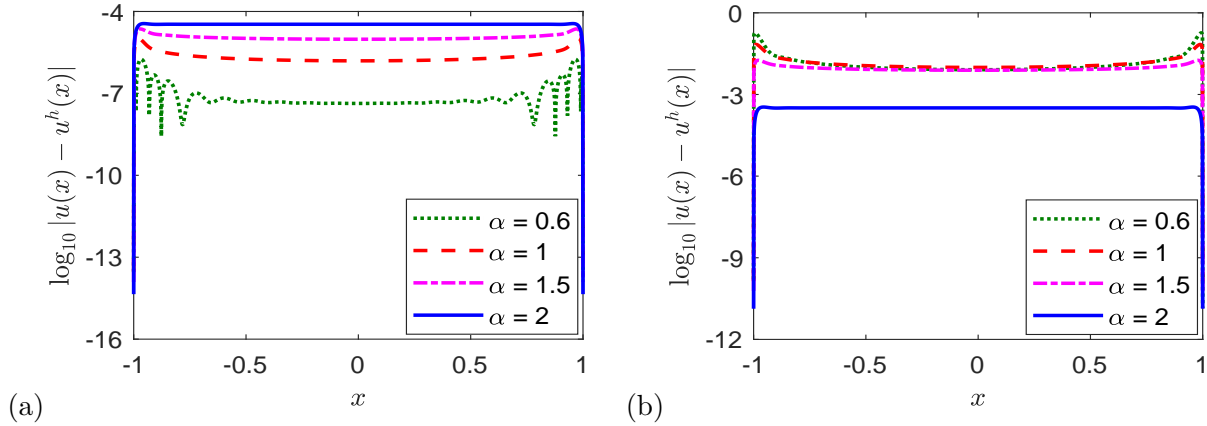 log₁₀ |u(x) − uʰ(x)|
-4
-7
-10
-13
-16
α = 0.6
α = 1
α = 1.5
α = 2
-1 -0.5 0 0.5 1
x
(a)
log₁₀ |u(x) − uʰ(x)|
0
-3
-6
-9
-12
α = 0.6
α = 1
α = 1.5
α = 2
-1 -0.5 0 0.5 1
x
(b)